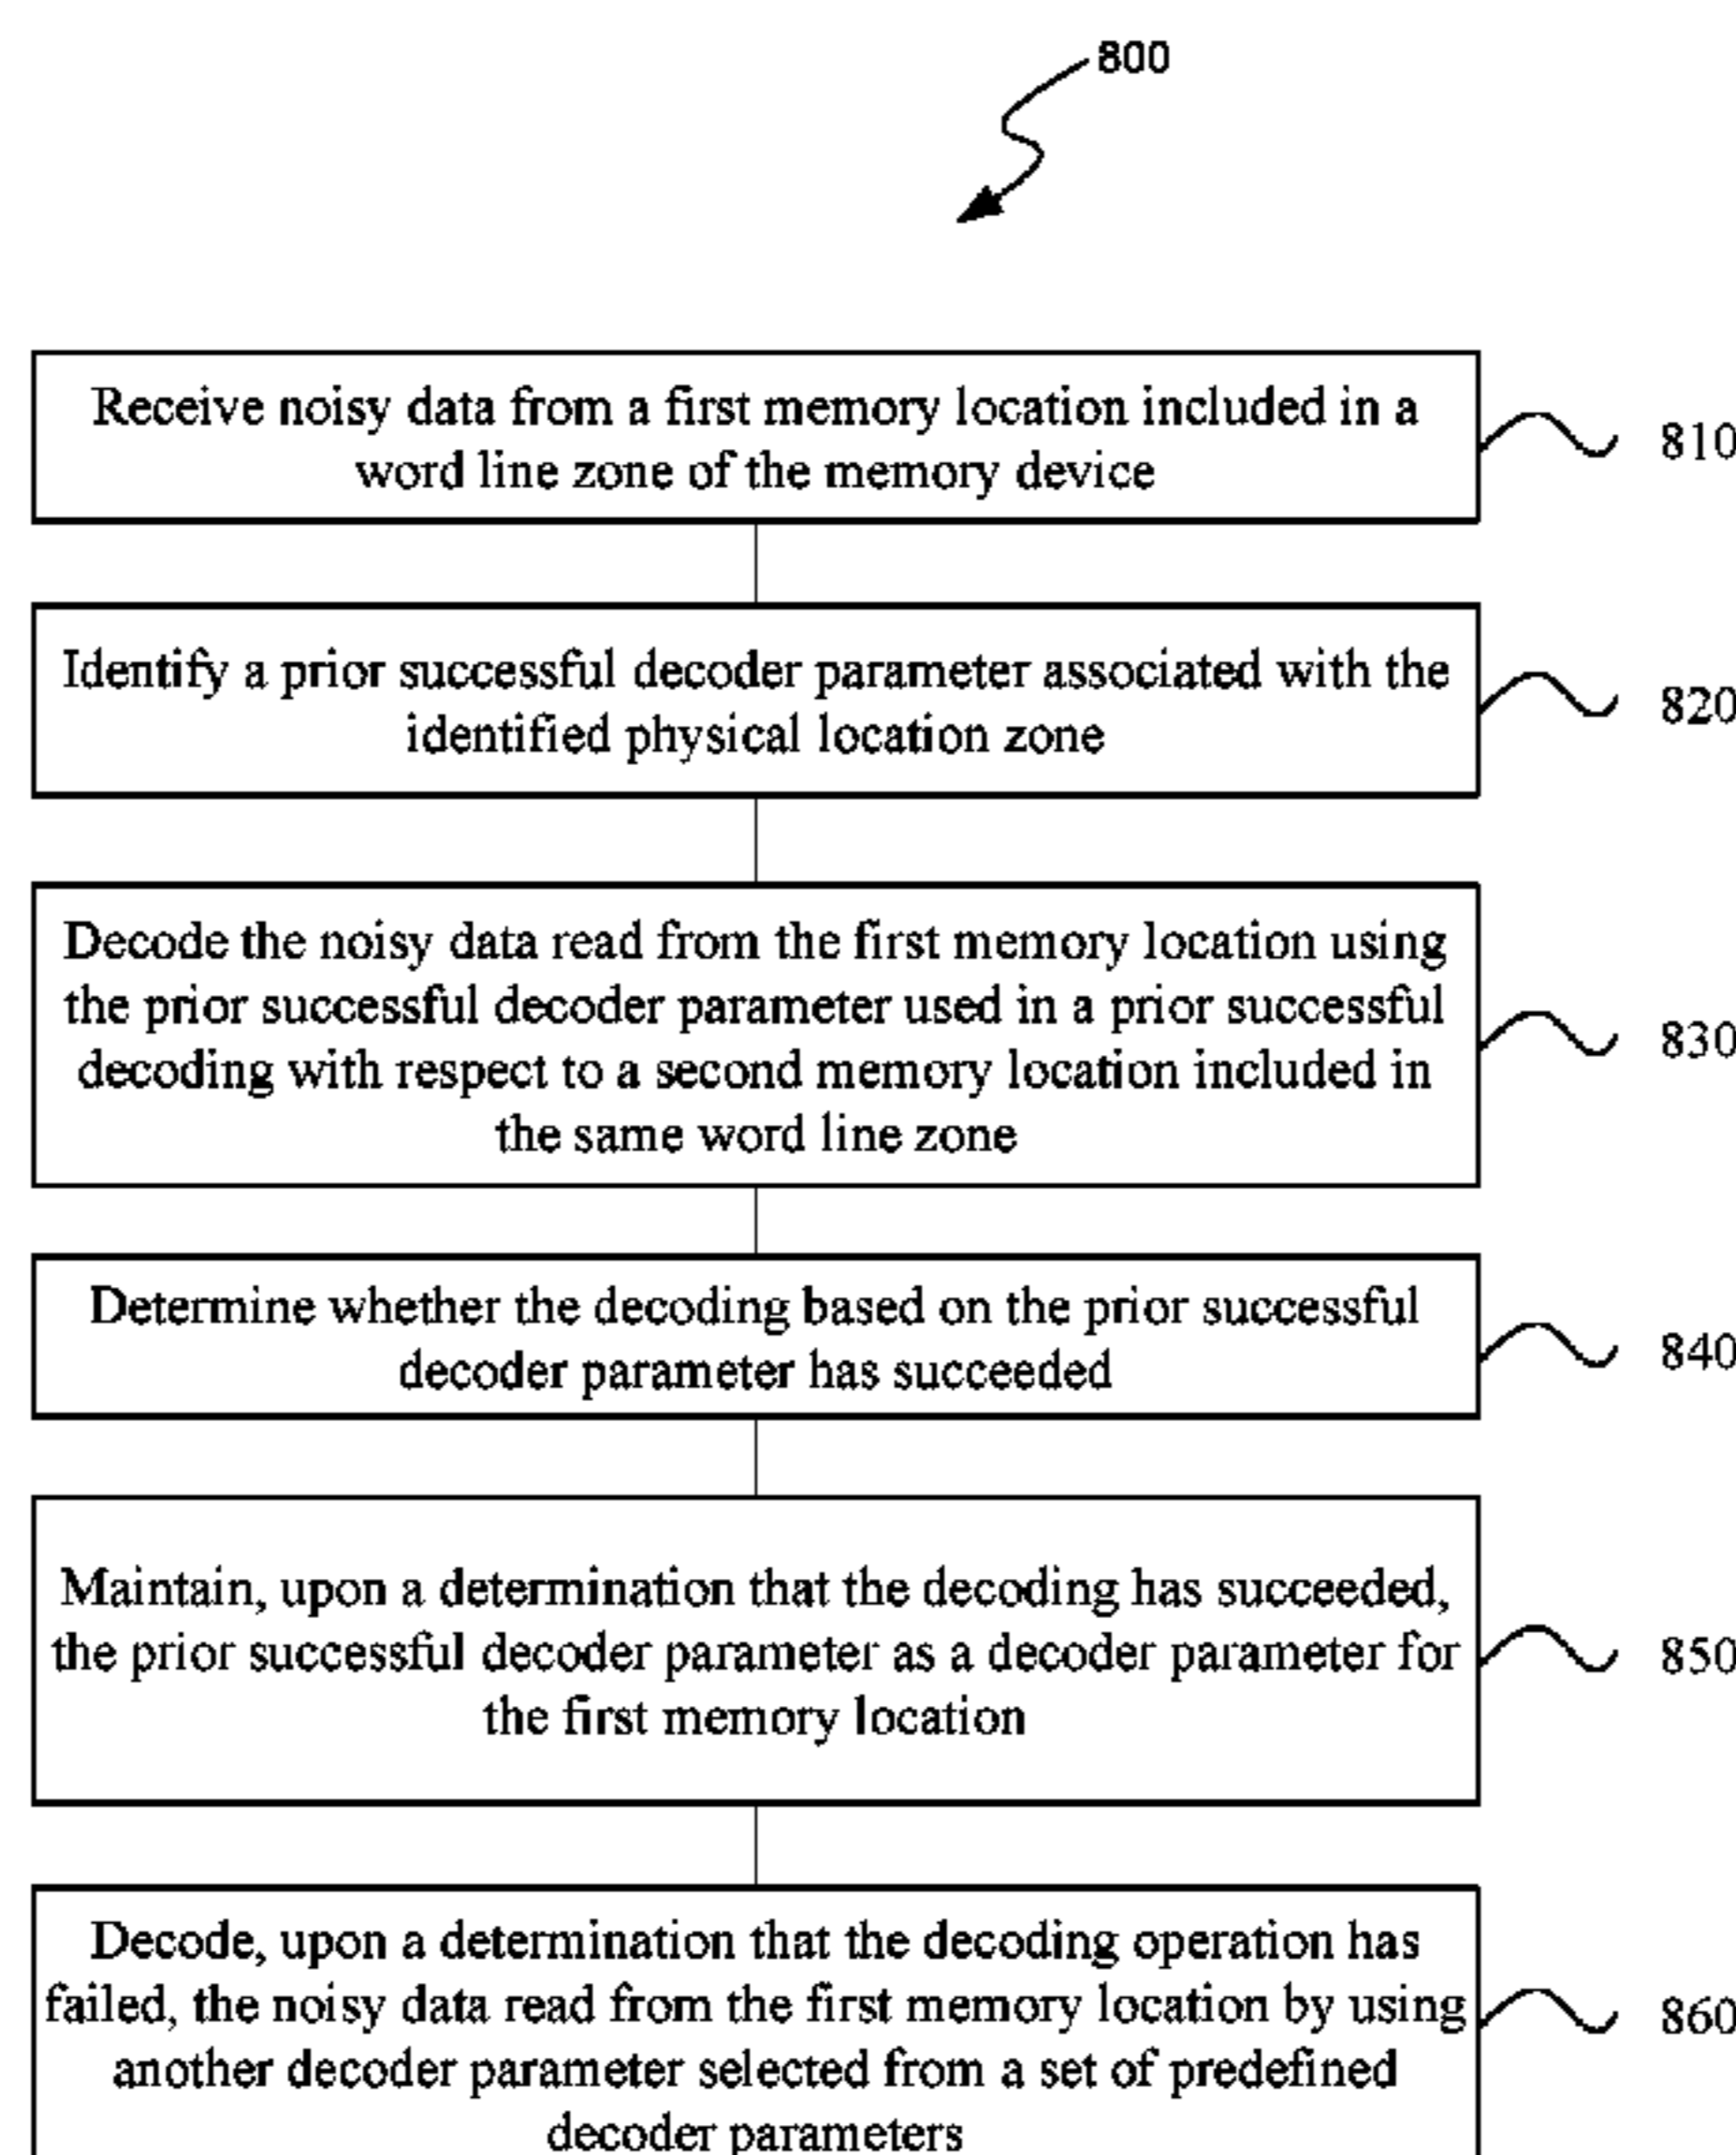 800
Receive noisy data from a first memory location included in a
word line zone of the memory device
810
Identify a prior successful decoder parameter associated with the
identified physical location zone
820
Decode the noisy data read from the first memory location using
the prior successful decoder parameter used in a prior successful
decoding with respect to a second memory location included in
the same word line zone
830
Determine whether the decoding based on the prior successful
decoder parameter has succeeded
840
Maintain, upon a determination that the decoding has succeeded,
the prior successful decoder parameter as a decoder parameter for
the first memory location
850
Decode, upon a determination that the decoding operation has
failed, the noisy data read from the first memory location by using
another decoder parameter selected from a set of predefined
decoder parameters
860